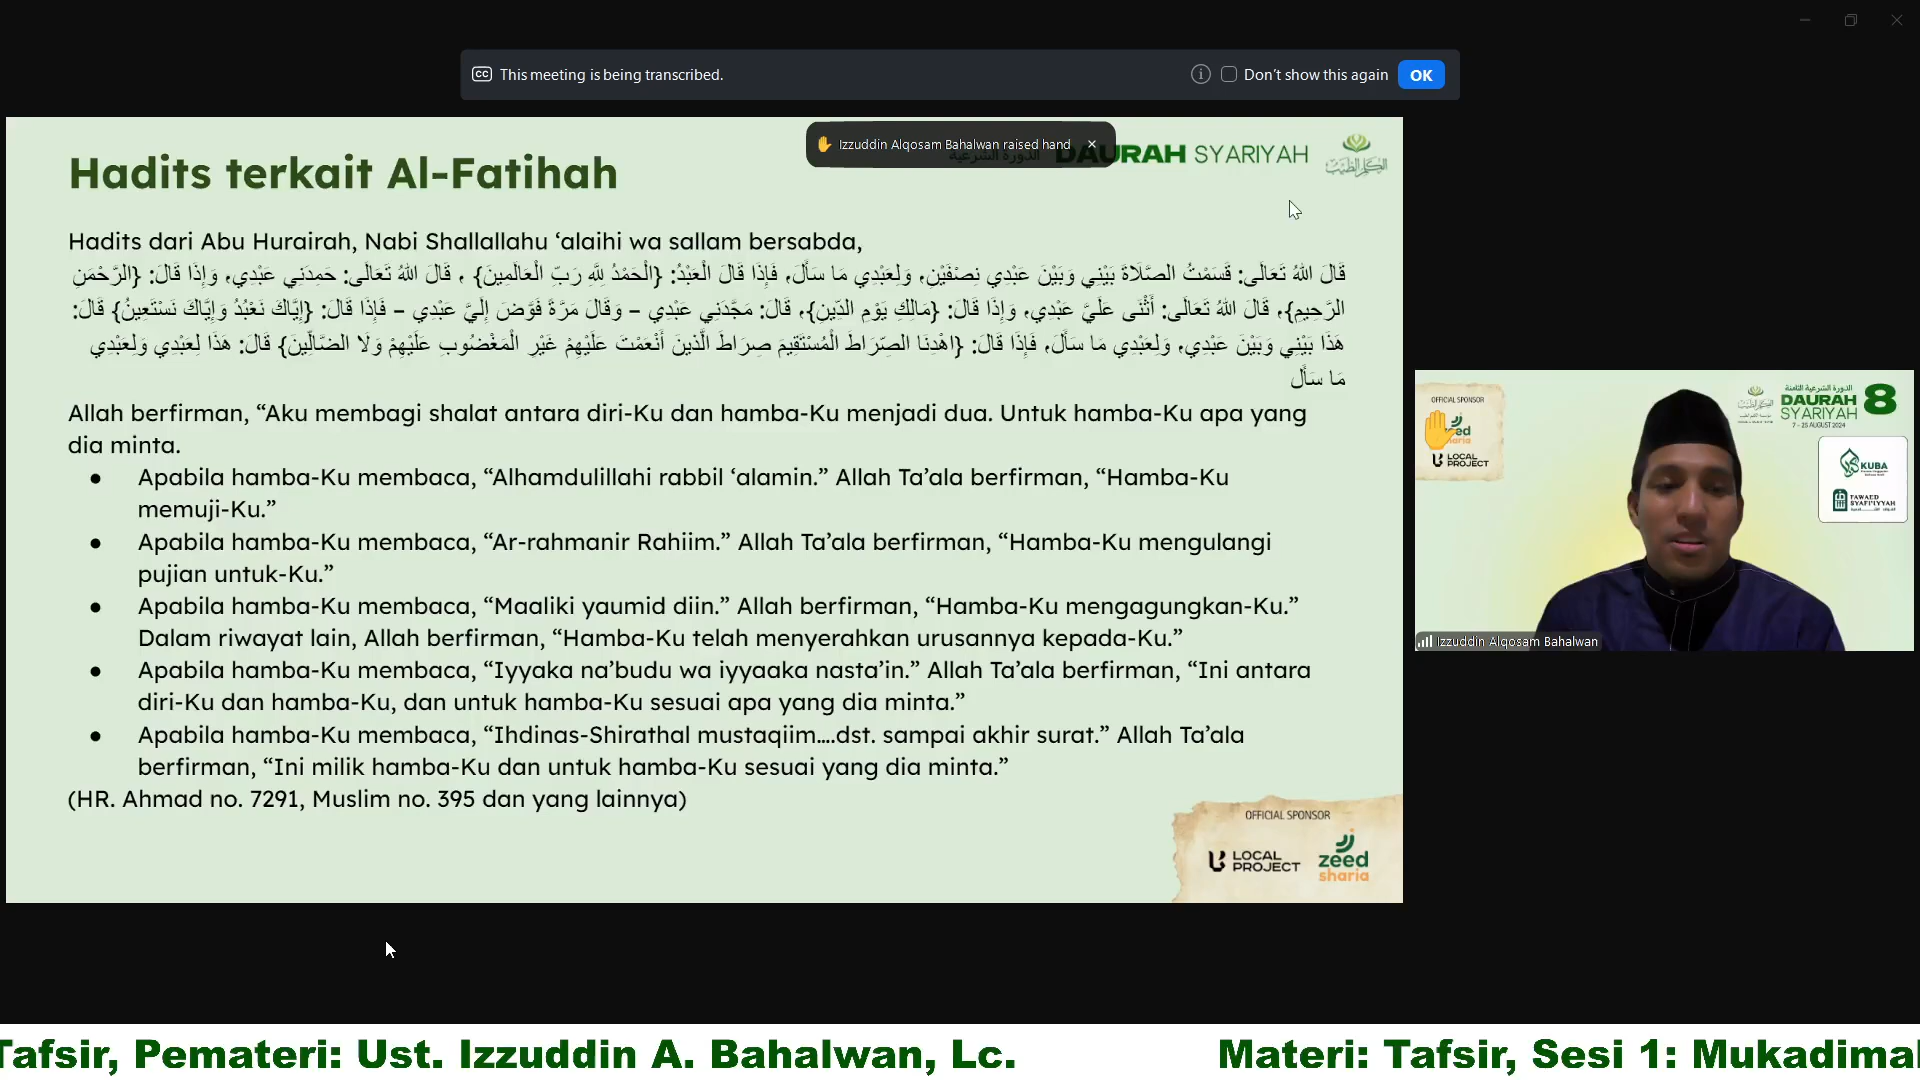 This meeting is being transcribed.
Don't show this again
OK
Izzuddin Alqosam Bahalwan raised hand
DAURAH SYARIYAH
Hadits terkait Al-Fatihah
Hadits dari Abu Hurairah, Nabi Shallallahu ‘alaihi wa sallam bersabda,
قَالَ اللهُ تَعَالَى: قَسَمْتُ الصَّلَاةَ بَيْنِي وَبَيْنَ عَبْدِي نِصْفَيْنِ، وَلِعَبْدِي مَا سَأَلَ، فَإِذَا قَالَ الْعَبْدُ: {الْحَمْدُ لِلَّهِ رَبِّ الْعَالَمِينَ} ، قَالَ اللهُ تَعَالَى: حَمِدَنِي عَبْدِي، وَإِذَا قَالَ: {الرَّحْمَنِ
الرَّحِيمِ}، قَالَ اللهُ تَعَالَى: أَثْنَى عَلَيَّ عَبْدِي، وَإِذَا قَالَ: {مَالِكِ يَوْمِ الدِّينِ}، قَالَ: مَجَّدَنِي عَبْدِي – وَقَالَ مَرَّةً فَوَّضَ إِلَيَّ عَبْدِي – فَإِذَا قَالَ: {إِيَّاكَ نَعْبُدُ وَإِيَّاكَ نَسْتَعِينُ} قَالَ:
هَذَا بَيْنِي وَبَيْنَ عَبْدِي، وَلِعَبْدِي مَا سَأَلَ، فَإِذَا قَالَ: {اهْدِنَا الصِّرَاطَ الْمُسْتَقِيمَ صِرَاطَ الَّذِينَ أَنْعَمْتَ عَلَيْهِمْ غَيْرِ الْمَغْضُوبِ عَلَيْهِمْ وَلَا الضَّالِّينَ} قَالَ: هَذَا لِعَبْدِي وَلِعَبْدِي
مَا سَأَل
Allah berfirman, “Aku membagi shalat antara diri-Ku dan hamba-Ku menjadi dua. Untuk hamba-Ku apa yang
dia minta.
● Apabila hamba-Ku membaca, “Alhamdulillahi rabbil ‘alamin.” Allah Ta’ala berfirman, “Hamba-Ku
memuji-Ku.”
● Apabila hamba-Ku membaca, “Ar-rahmanir Rahiim.” Allah Ta’ala berfirman, “Hamba-Ku mengulangi
pujian untuk-Ku.”
● Apabila hamba-Ku membaca, “Maaliki yaumid diin.” Allah berfirman, “Hamba-Ku mengagungkan-Ku.”
Dalam riwayat lain, Allah berfirman, “Hamba-Ku telah menyerahkan urusannya kepada-Ku.”
● Apabila hamba-Ku membaca, “Iyyaka na’budu wa iyyaaka nasta’in.” Allah Ta’ala berfirman, “Ini antara
diri-Ku dan hamba-Ku, dan untuk hamba-Ku sesuai apa yang dia minta.”
● Apabila hamba-Ku membaca, “Ihdinas-Shirathal mustaqiim....dst. sampai akhir surat.” Allah Ta’ala
berfirman, “Ini milik hamba-Ku dan untuk hamba-Ku sesuai yang dia minta.”
(HR. Ahmad no. 7291, Muslim no. 395 dan yang lainnya)
OFFICIAL SPONSOR
LOCAL PROJECT
zeed sharia
OFFICIAL SPONSOR
LOCAL PROJECT
الدورة الشرعية الثامنة
DAURAH SYARIYAH 8
7 - 25 AUGUST 2024
KUBA
Izzuddin Alqosam Bahalwan
Tafsir, Pemateri: Ust. Izzuddin A. Bahalwan, Lc.
Materi: Tafsir, Sesi 1: